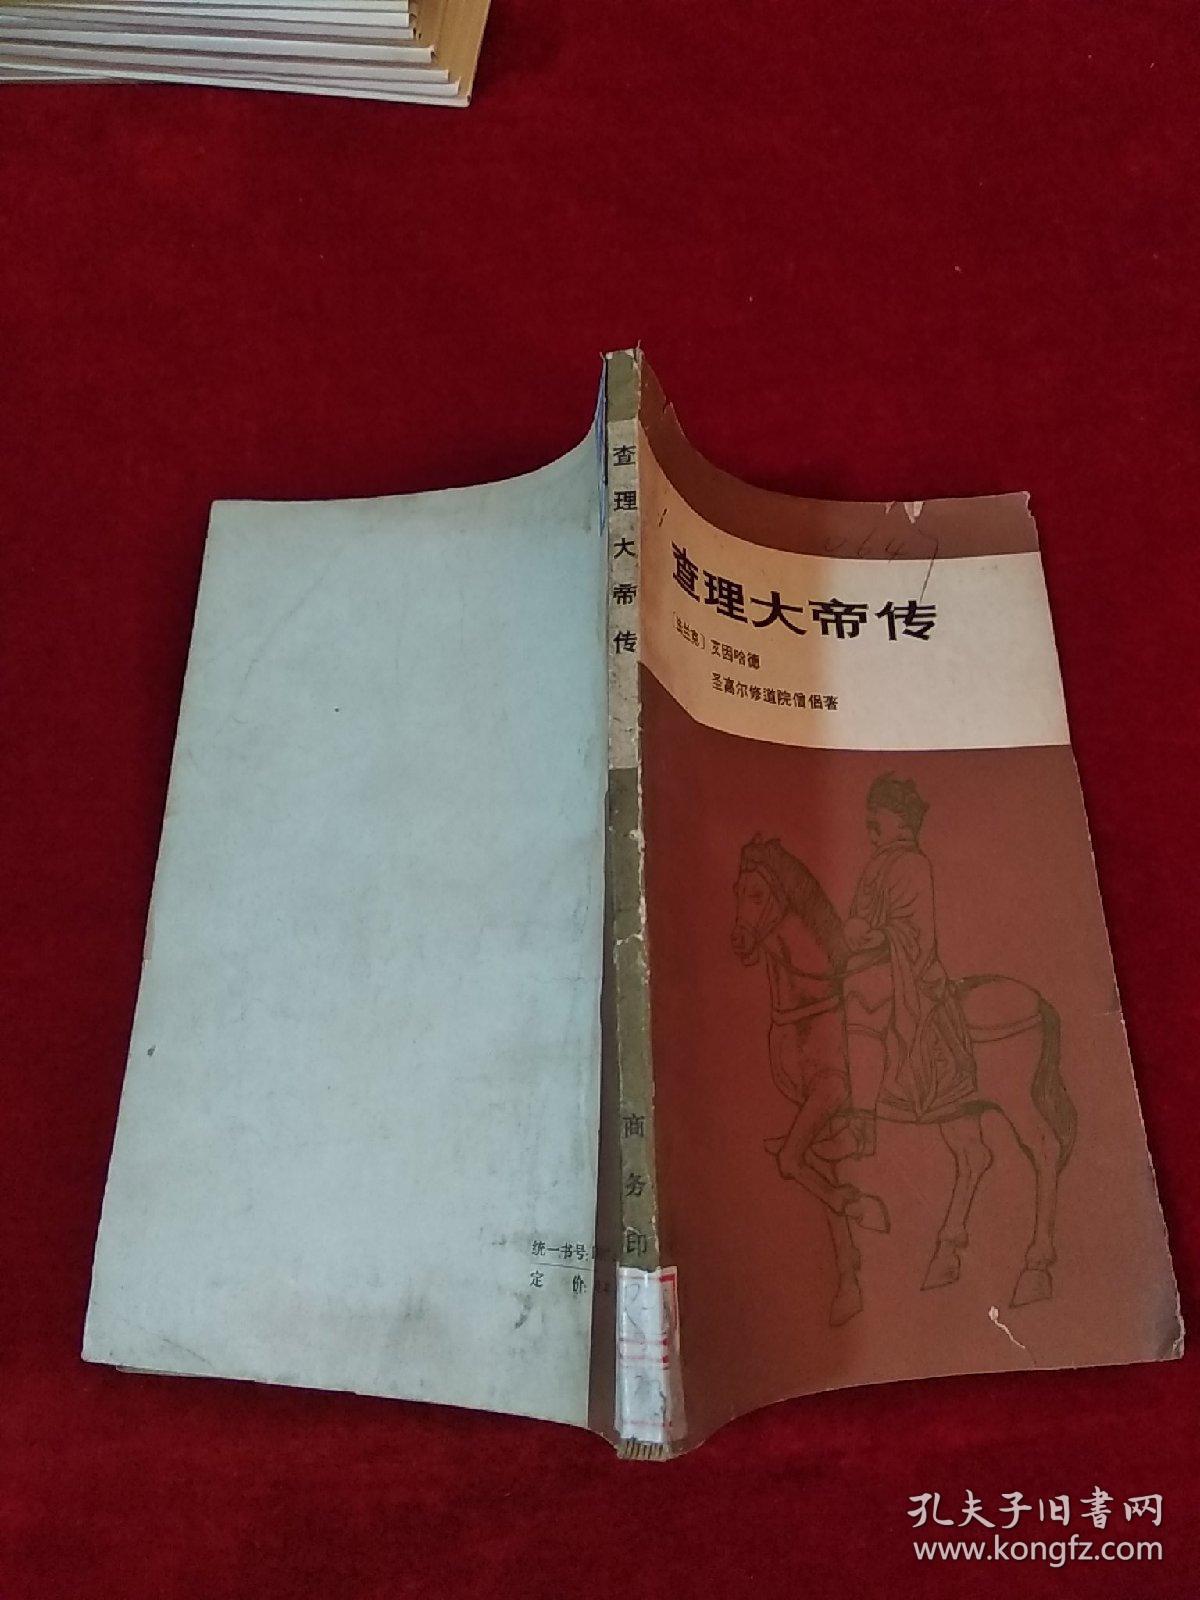 查理大帝传
〔法兰克〕艾因哈德
圣高尔修道院僧侣著
查理大帝传
商务印
统一书号:
定 价:
孔夫子旧书网
www.kongfz.com